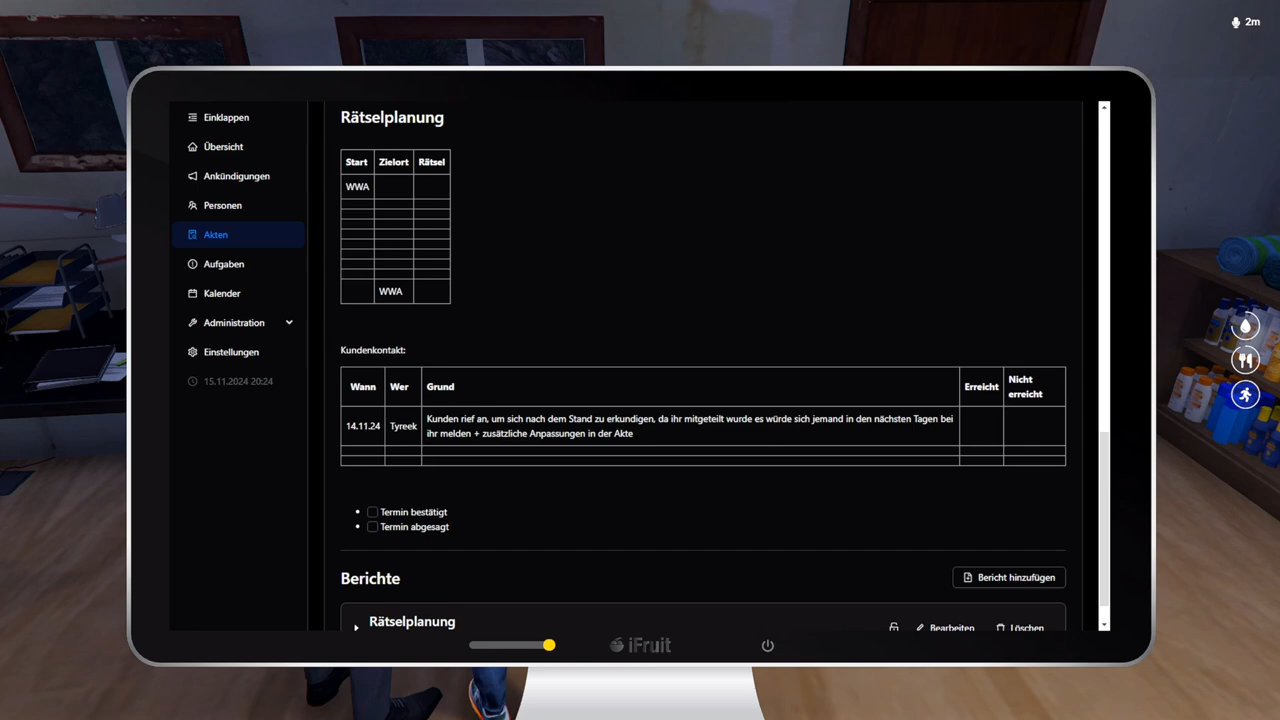 2m
Einklappen
Übersicht
Ankündigungen
Personen
Akten
Aufgaben
Kalender
Administration
Einstellungen
15.11.2024 20:24
Rätselplanung
Start Zielort Rätsel
WWA
WWA
Kundenkontakt:
Wann Wer Grund Erreicht Nicht erreicht
14.11.24 Tyreek Kunden rief an, um sich nach dem Stand zu erkundigen, da ihr mitgeteilt wurde es würde sich jemand in den nächsten Tagen bei
ihr melden + zusätzliche Anpassungen in der Akte
Termin bestätigt
Termin abgesagt
Berichte
Bericht hinzufügen
Rätselplanung
Bearbeiten
Löschen
iFruit